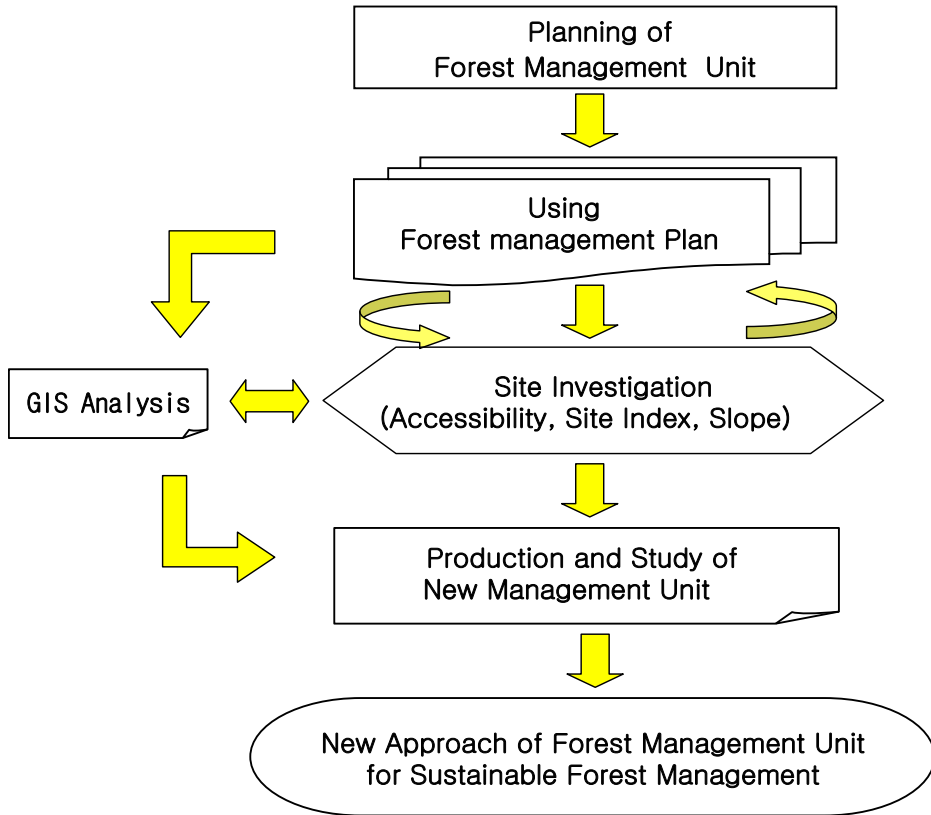 Planning of
Forest Management Unit
Using
Forest management Plan
GIS Analysis
Site Investigation
(Accessibility, Site Index, Slope)
Production and Study of
New Management Unit
New Approach of Forest Management Unit
for Sustainable Forest Management